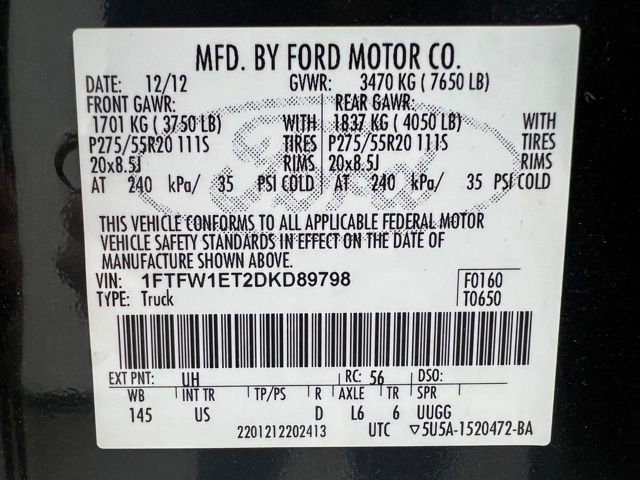 MFD. BY FORD MOTOR CO.
DATE: 12/12 GVWR: 3470 KG ( 7650 LB)
FRONT GAWR: REAR GAWR:
1701 KG ( 3750 LB) WITH 1837 KG ( 4050 LB) WITH
P275/55R20 111S TIRES P275/55R20 111S TIRES
20x8.5J RIMS 20x8.5J RIMS
AT 240 kPa/ 35 PSI COLD AT 240 kPa/ 35 PSI COLD
Ford
THIS VEHICLE CONFORMS TO ALL APPLICABLE FEDERAL MOTOR
VEHICLE SAFETY STANDARDS IN EFFECT ON THE DATE OF
MANUFACTURE SHOWN ABOVE.
VIN: 1FTFW1ET2DKD89798 F0160
TYPE: Truck T0650
EXT PNT: UH RC: 56 DSO:
WB INT TR TP/PS R AXLE TR SPR
145 US D L6 6 UUGG
2201212202413 UTC ▽5U5A-1520472-BA